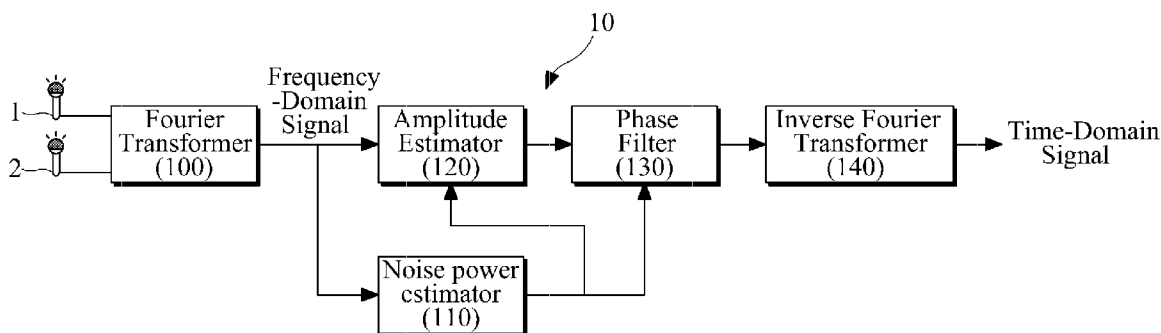 10
1
2
Fourier
Transformer
(100)
Frequency
-Domain
Signal
Amplitude
Estimator
(120)
Phase
Filter
(130)
Inverse Fourier
Transformer
(140)
Time-Domain
Signal
Noise power
estimator
(110)